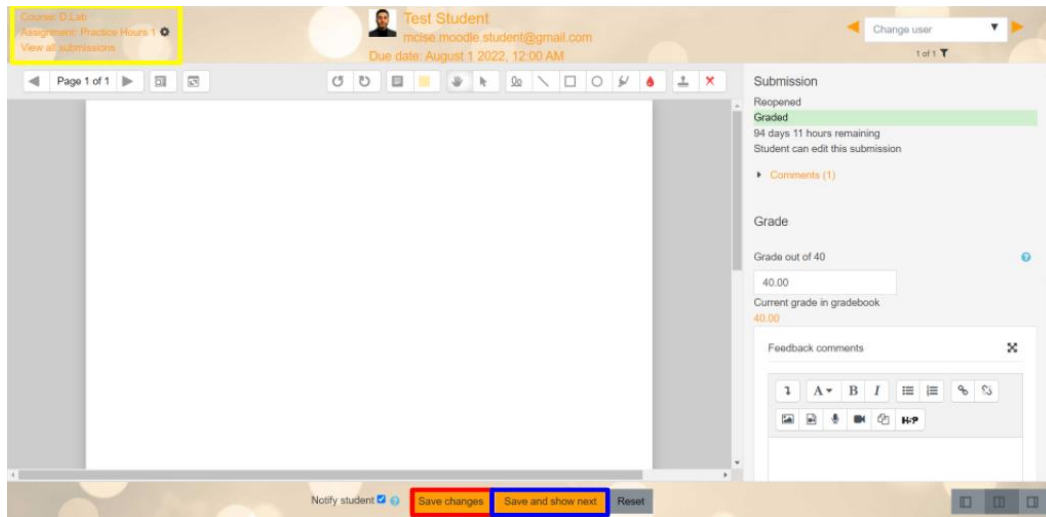 Course: D.Lab
Assignment: Practice Hours 1
View all submissions
Test Student
mcise.moodle.student@gmail.com
Due date: August 1 2022, 12:00 AM
Change user
1 of 1
Page 1 of 1
Submission
Reopened
Graded
94 days 11 hours remaining
Student can edit this submission
Comments (1)
Grade
Grade out of 40
40.00
Current grade in gradebook
40.00
Feedback comments
A B I
H-P
Notify student Save changes Save and show next Reset